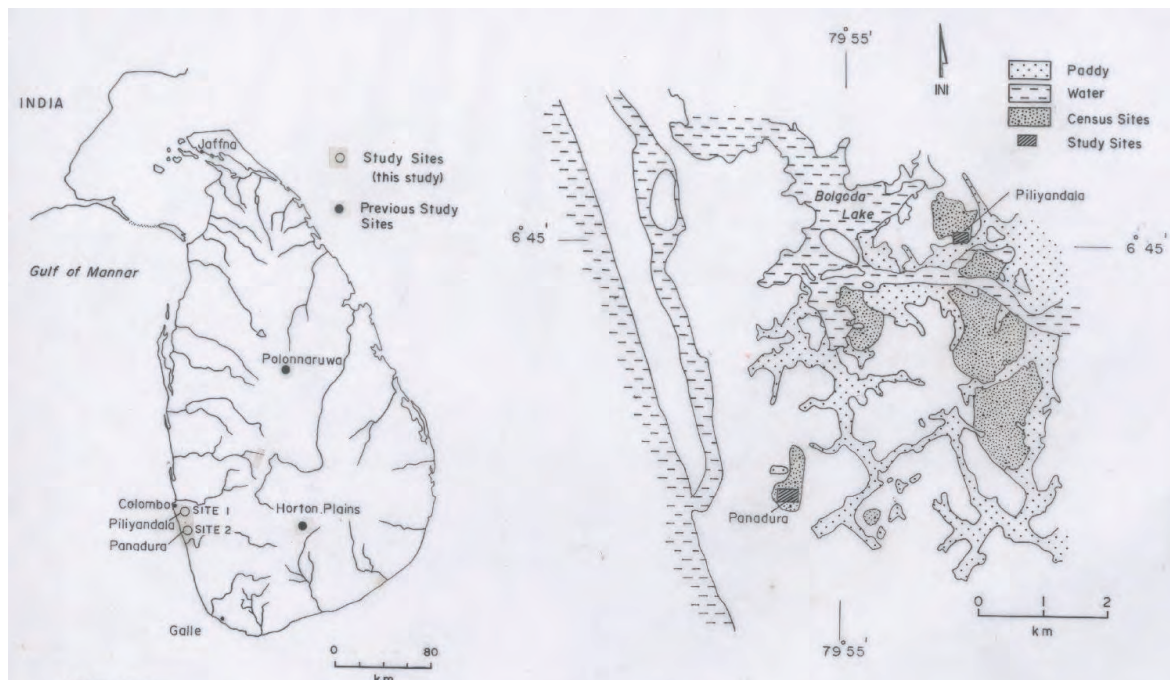 INDIA
Jaffna
Study Sites
(this study)
Previous Study
Sites
Gulf of Mannar
Polonnaruwa
Colombo
SITE 1
Piliyandala
SITE 2
Panadura
Horton Plains
Galle
0 80
km
79° 55'
INI
Paddy
Water
Census Sites
Study Sites
Piliyandala
Bolgoda
Lake
6° 45'
6° 45'
Panadura
0 1 2
km
79° 55'